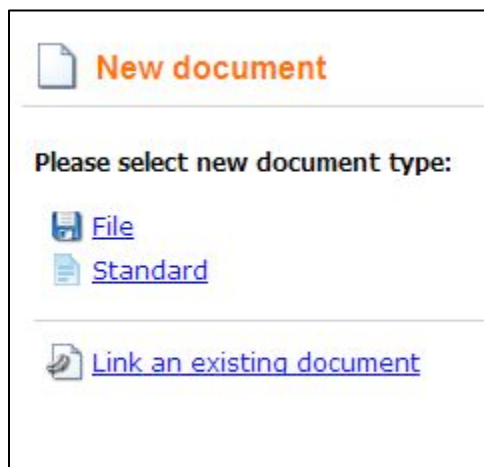 New document
Please select new document type:
File
Standard
Link an existing document